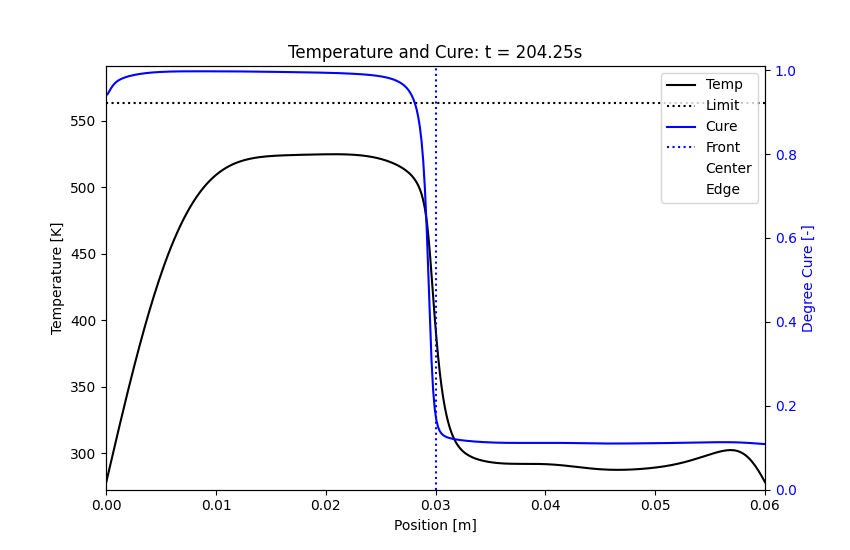 Temperature and Cure: t = 204.25s
Temp
Limit
Cure
Front
Center
Edge
550
500
450
400
350
300
Temperature [K]
1.0
0.8
0.6
0.4
0.2
0.0
Degree Cure [-]
0.00 0.01 0.02 0.03 0.04 0.05 0.06
Position [m]